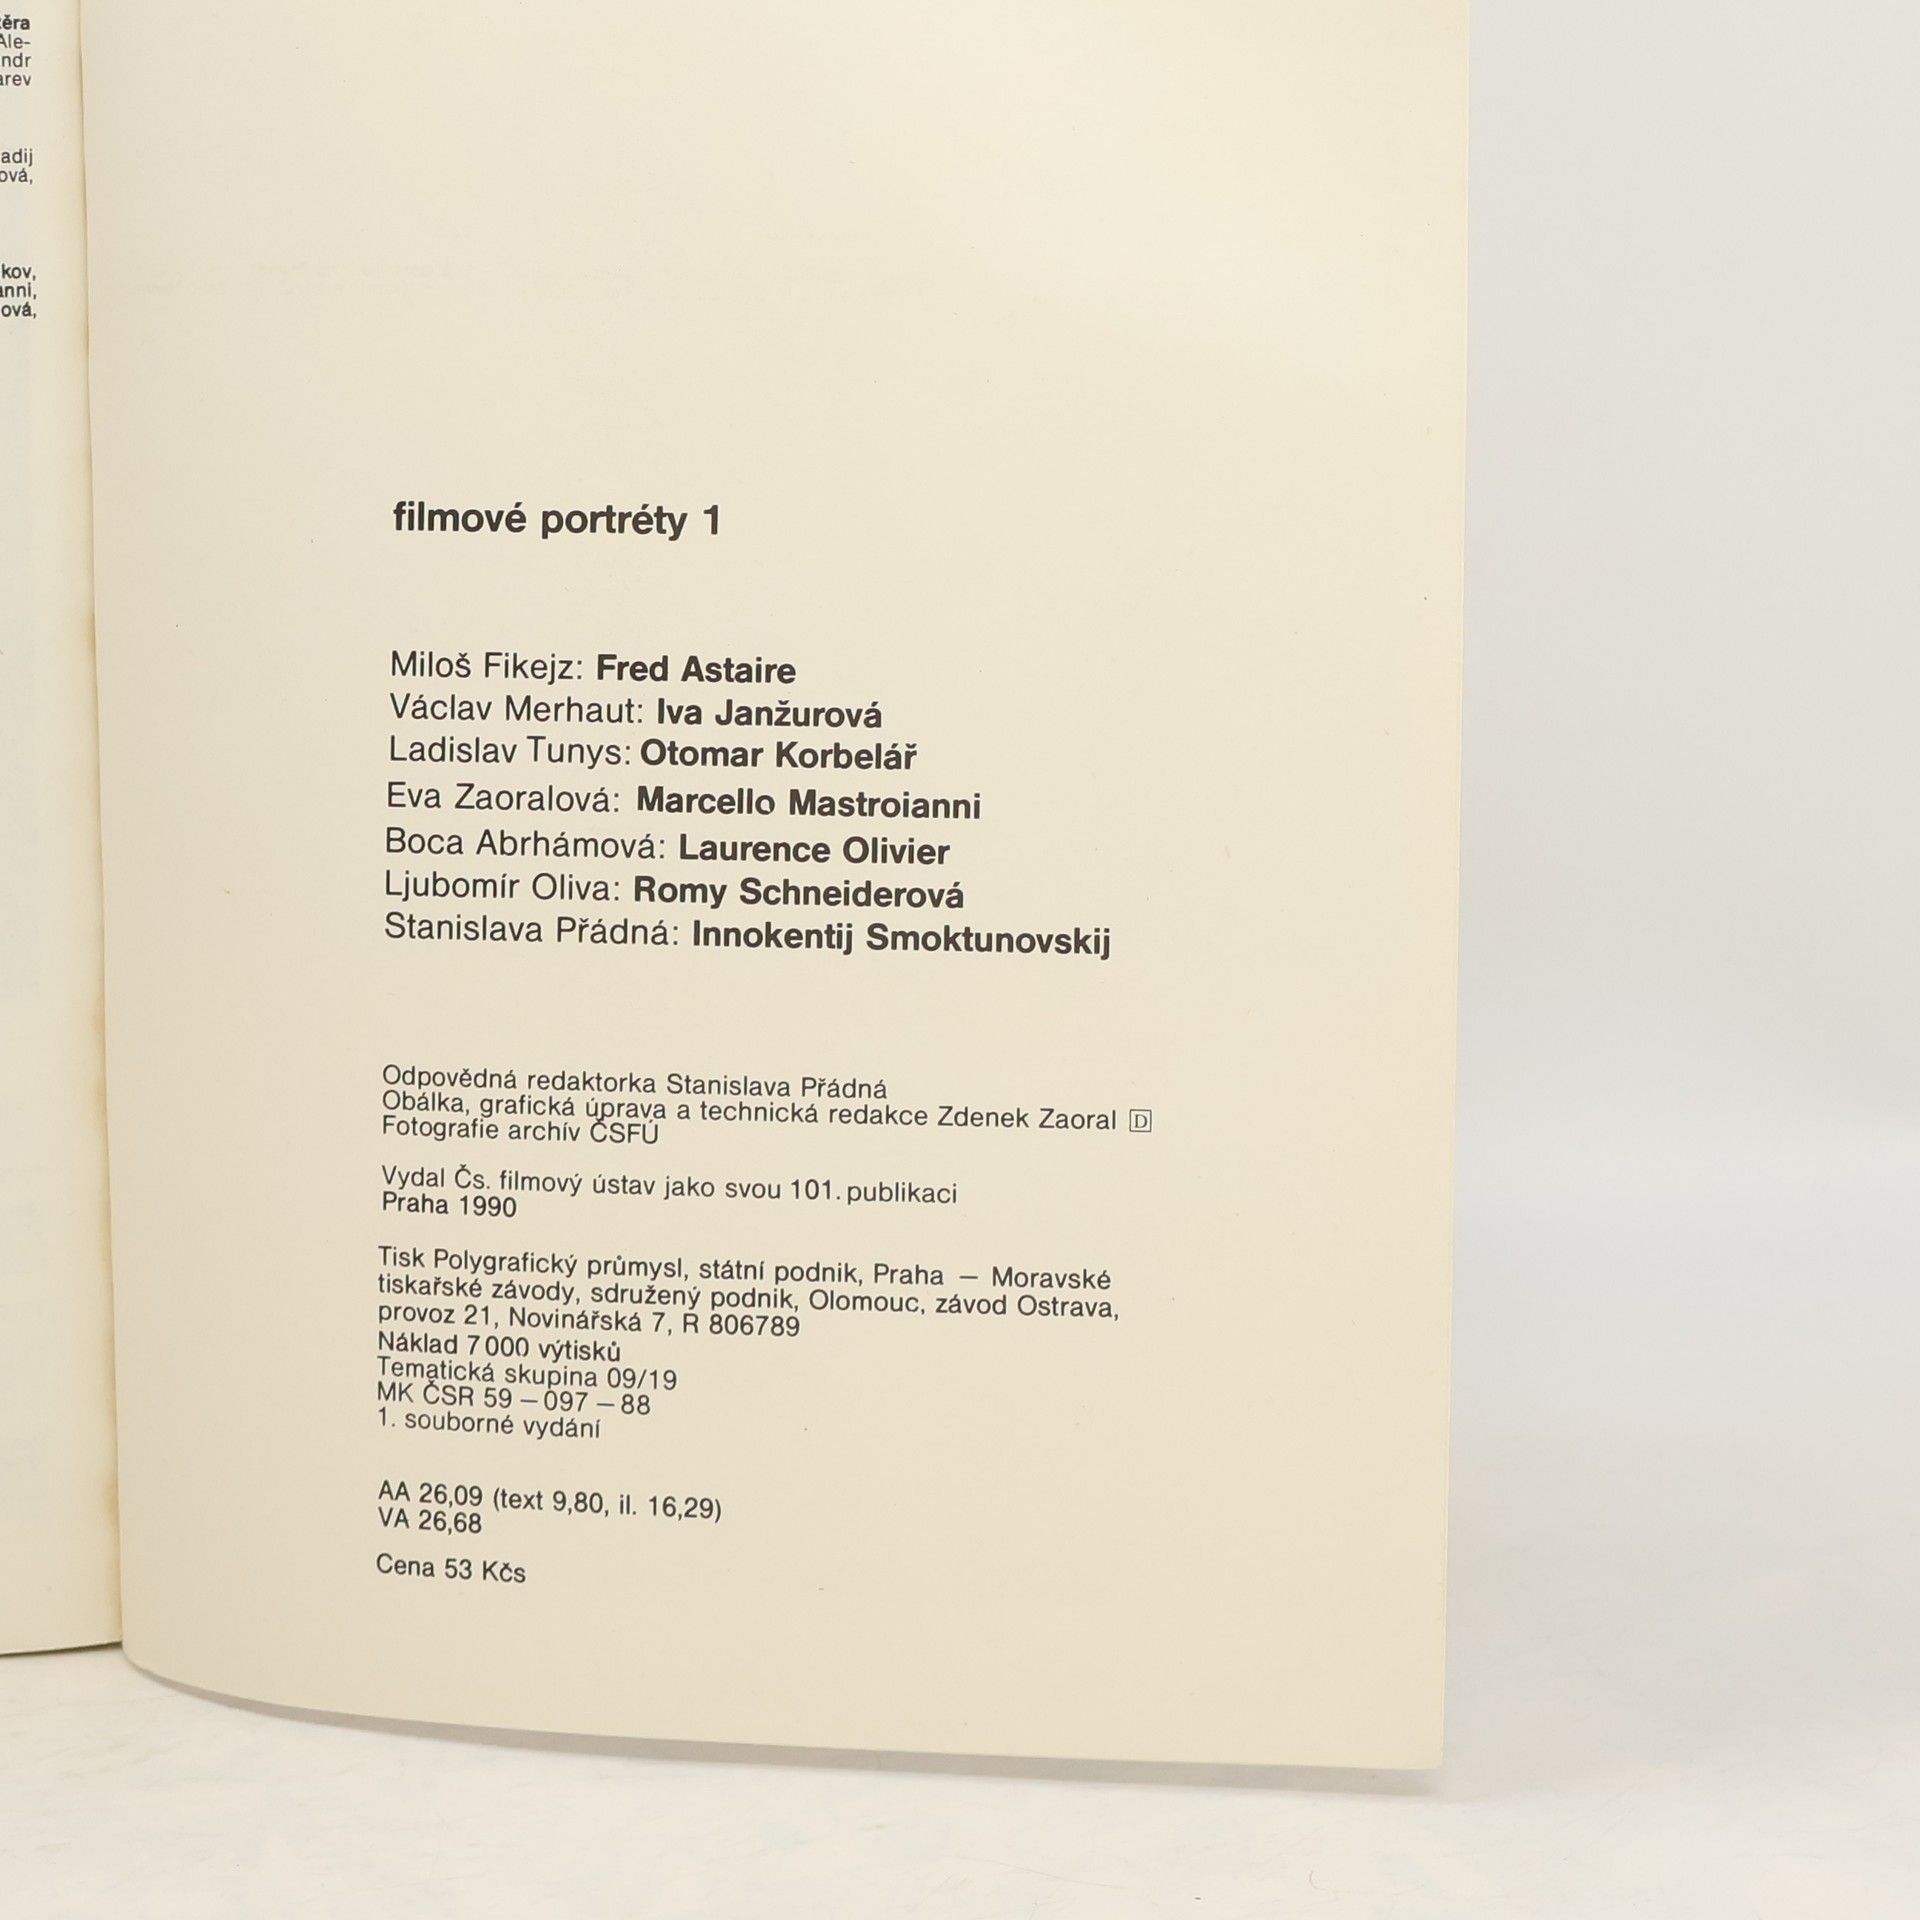 Ale-
kov,
filmové portréty 1
Miloš Fikejz: Fred Astaire
Václav Merhaut: Iva Janžurová
Ladislav Tunys: Otomar Korbelář
Eva Zaoralová: Marcello Mastroianni
Boca Abrhámová: Laurence Olivier
Ljubomír Oliva: Romy Schneiderová
Stanislava Přádná: Innokentij Smoktunovskij
Odpovědná redaktorka Stanislava Přádná
Obálka, grafická úprava a technická redakce Zdenek Zaoral D
Fotografie archív ČSFÚ
Vydal Čs. filmový ústav jako svou 101. publikaci
Praha 1990
Tisk Polygrafický průmysl, státní podnik, Praha – Moravské
tiskařské závody, sdružený podnik, Olomouc, závod Ostrava,
provoz 21, Novinářská 7, R 806789
Náklad 7 000 výtisků
Tematická skupina 09/19
MK ČSR 59 – 097 – 88
1. souborné vydání
AA 26,09 (text 9,80, il. 16,29)
VA 26,68
Cena 53 Kčs